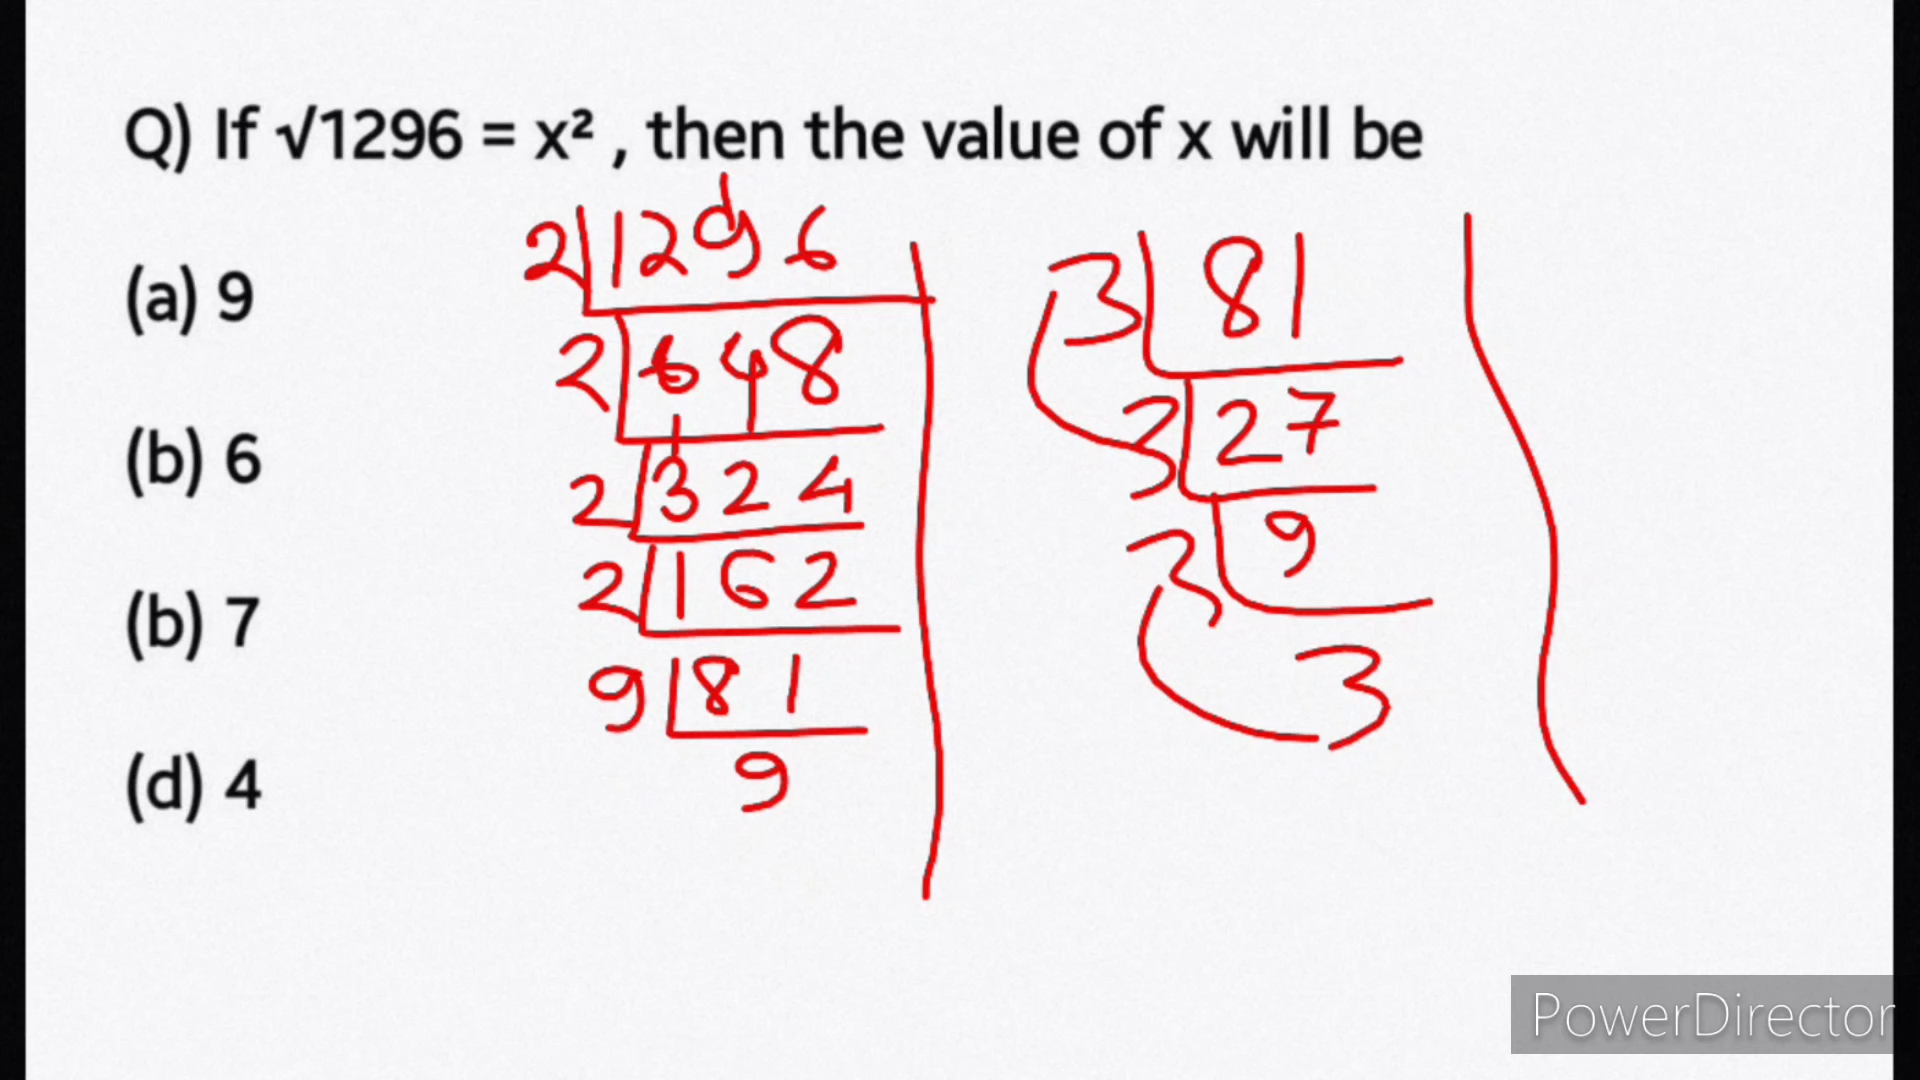 Q) If √1296 = x² , then the value of x will be
(a) 9
(b) 6
(b) 7
(d) 4
2 1296
2 648
2 324
2 162
9 81
9
3 81
3 27
3 9
3
PowerDirector